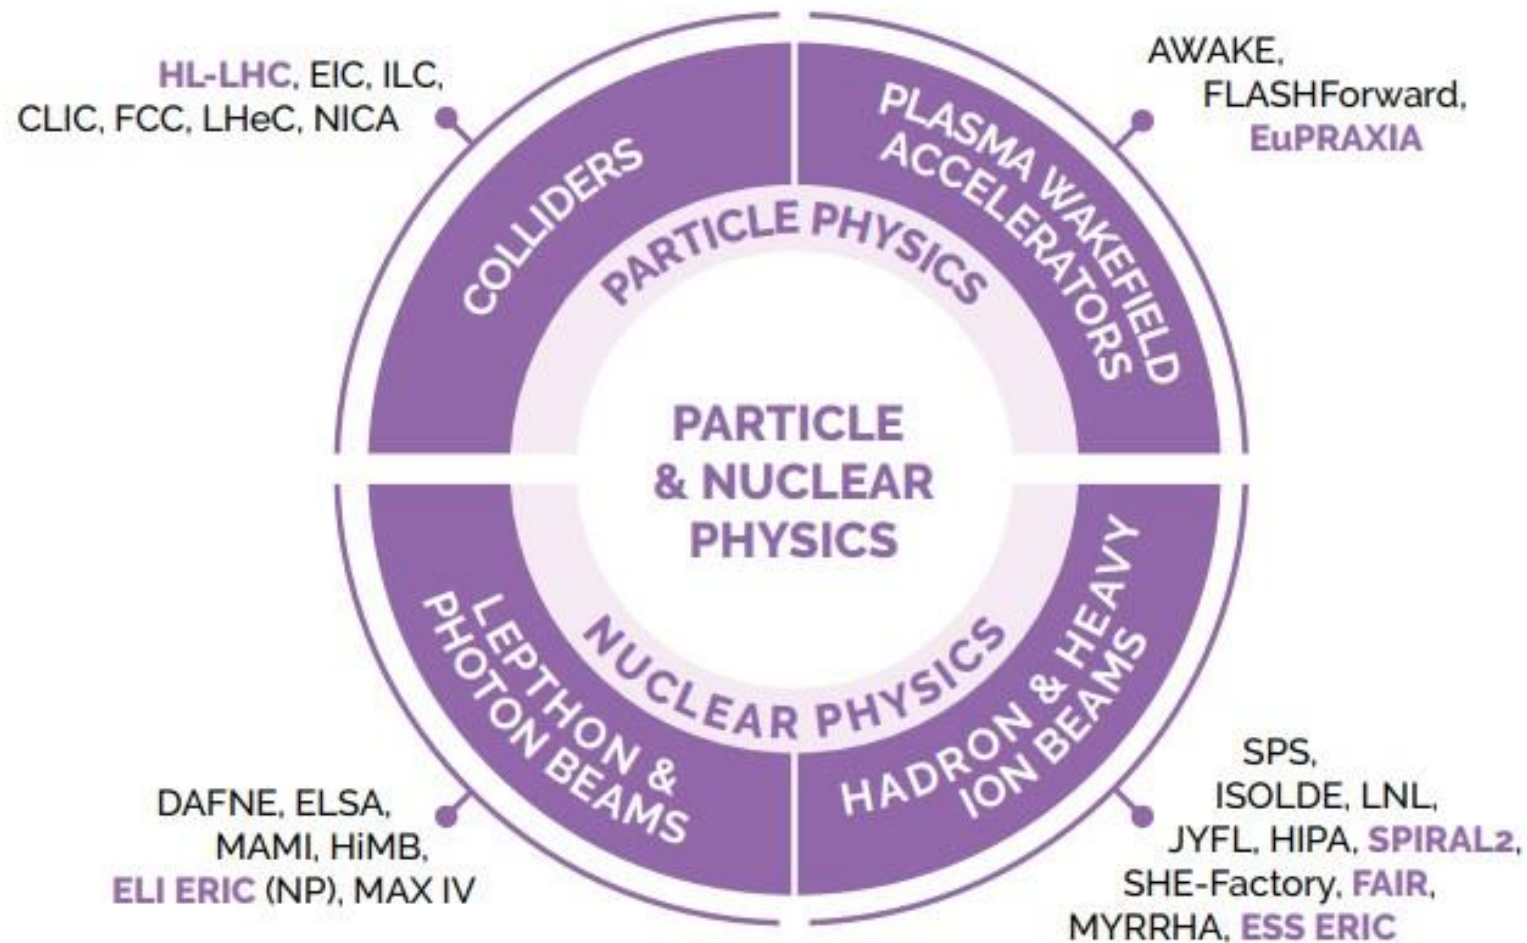 HL-LHC, EIC, ILC,
CLIC, FCC, LHeC, NICA
AWAKE,
FLASHForward,
EuPRAXIA
COLLIDERS
PLASMA WAKEFIELD
ACCELERATORS
PARTICLE PHYSICS
PARTICLE
& NUCLEAR
PHYSICS
NUCLEAR PHYSICS
LEPTHON &
PHOTON BEAMS
HADRON & HEAVY
ION BEAMS
DAFNE, ELSA,
MAMI, HiMB,
ELI ERIC (NP), MAX IV
SPS,
ISOLDE, LNL,
JYFL, HIPA, SPIRAL2,
SHE-Factory, FAIR,
MYRRHA, ESS ERIC